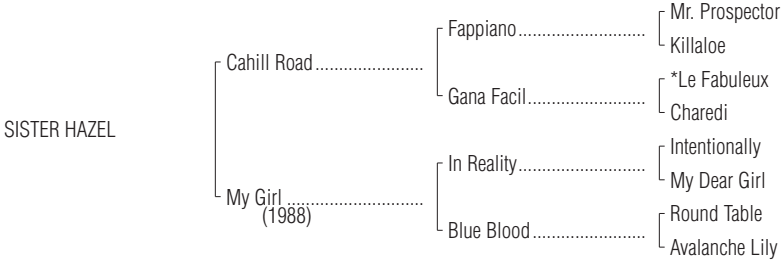 Mr. Prospector
Fappiano
Killaloe
Cahill Road
*Le Fabuleux
Gana Facil
Charedi
SISTER HAZEL
Intentionally
In Reality
My Dear Girl
My Girl
(1988)
Round Table
Blue Blood
Avalanche Lily